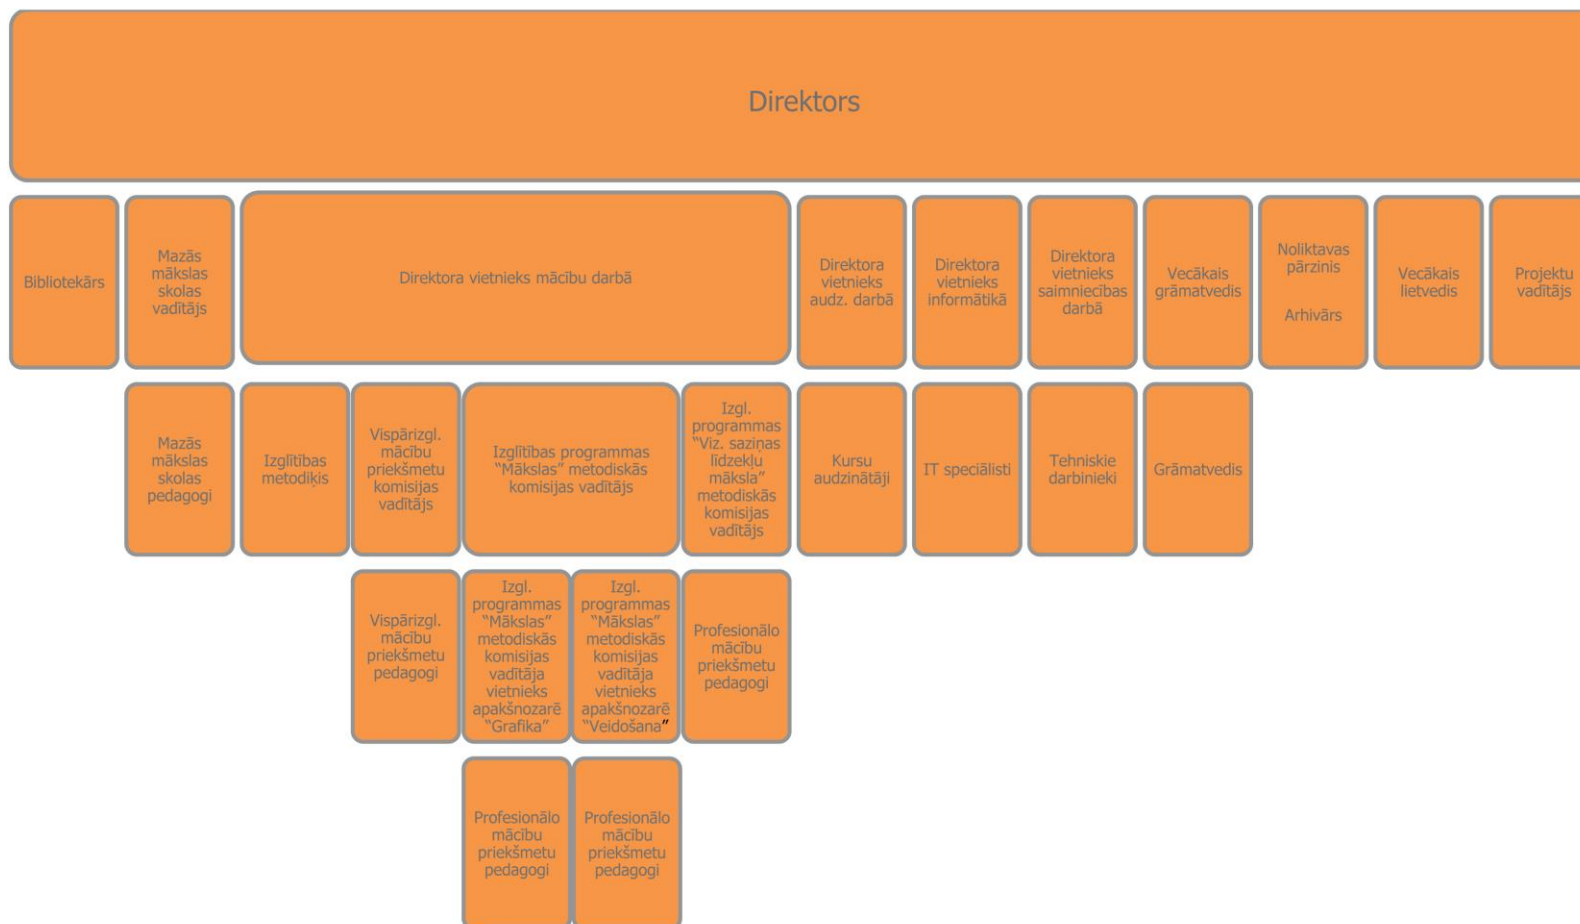 Direktors
Bibliotekārs
Mazās
mākslas
skolas
vadītājs
Direktora vietnieks mācību darbā
Direktora
vietnieks
audz. darbā
Direktora
vietnieks
informātikā
Direktora
vietnieks
saimniecības
darbā
Vecākais
grāmatvedis
Noliktavas
pārzinis
Arhivārs
Vecākais
lietvedis
Projektu
vadītājs
Mazās
mākslas
skolas
pedagogi
Izglītības
metodiķis
Vispārizgl.
mācību
priekšmetu
komisijas
vadītājs
Izglītības programmas
“Mākslas” metodiskās
komisijas vadītājs
Izgl.
programmas
“Viz. saziņas
līdzekļu
māksla”
metodiskās
komisijas
vadītājs
Kursu
audzinātāji
IT speciālisti
Tehniskie
darbinieki
Grāmatvedis
Vispārizgl.
mācību
priekšmetu
pedagogi
Izgl.
programmas
“Mākslas”
metodiskās
komisijas
vadītāja
vietnieks
apakšnozarē
“Grafika”
Izgl.
programmas
“Mākslas”
metodiskās
komisijas
vadītāja
vietnieks
apakšnozarē
“Veidošana”
Profesionālo
mācību
priekšmetu
pedagogi
Profesionālo
mācību
priekšmetu
pedagogi
Profesionālo
mācību
priekšmetu
pedagogi